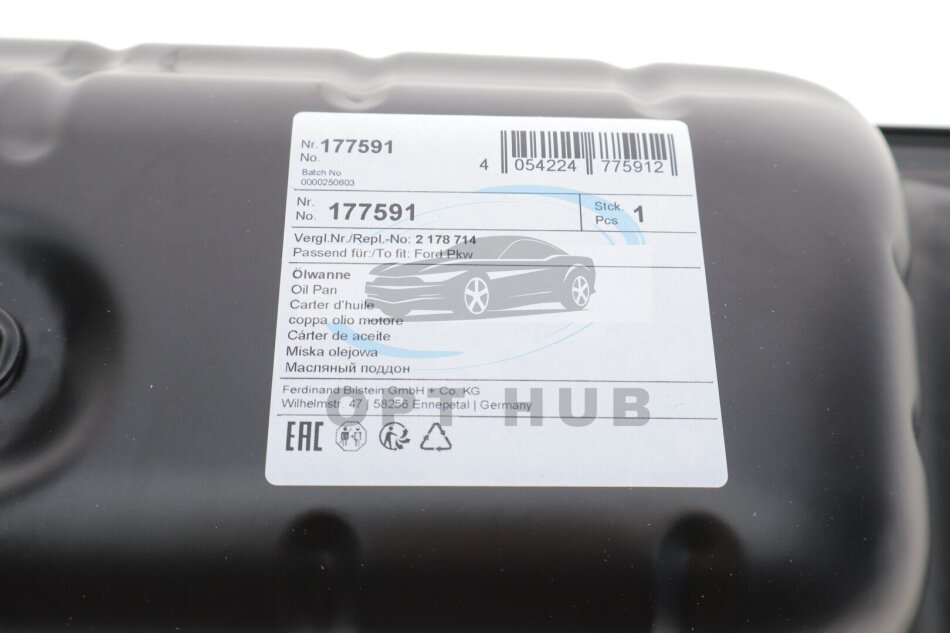 Nr. 177591
No.
Batch No
0000250603
4 054224 775912
Nr. 177591
No.
Stck. 1
Pcs
Vergl.Nr./Repl.-No: 2 178 714
Passend für:/To fit: Ford Pkw
Ölwanne
Oil Pan
Carter d'huile
coppa olio motore
Cárter de aceite
Miska olejowa
Масляный поддон
Ferdinand Bilstein GmbH + Co. KG
Wilhelmstr. 47 | 58256 Ennepetal | Germany
OPT HUB
EAC